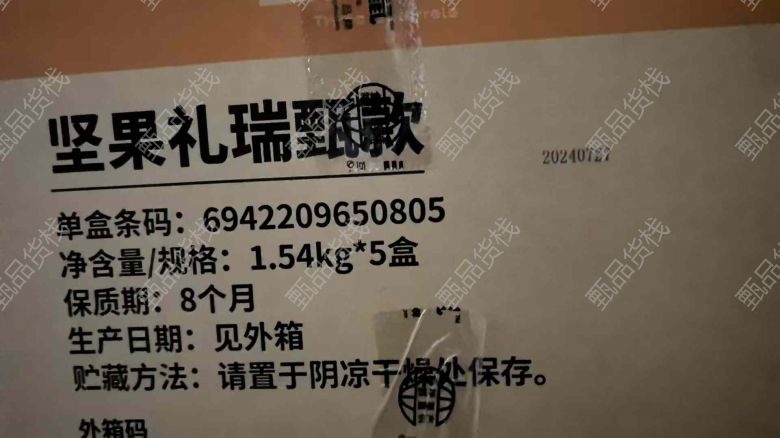 坚果礼瑞甄款
20240727
单盒条码：6942209650805
净含量/规格：1.54kg*5盒
保质期：8个月
生产日期：见外箱
贮藏方法：请置于阴凉干燥处保存。
外箱码
甄品货栈